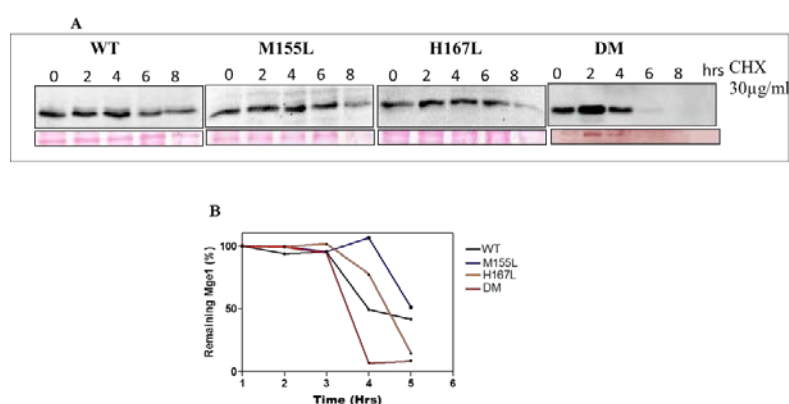 A
WT M155L H167L DM
0 2 4 6 8 0 2 4 6 8 0 2 4 6 8 0 2 4 6 8 hrs CHX
30µg/ml
B
Remaining Mge1 (%)
100
50
0
1 2 3 4 5 6
Time (Hrs)
WT
M155L
H167L
DM